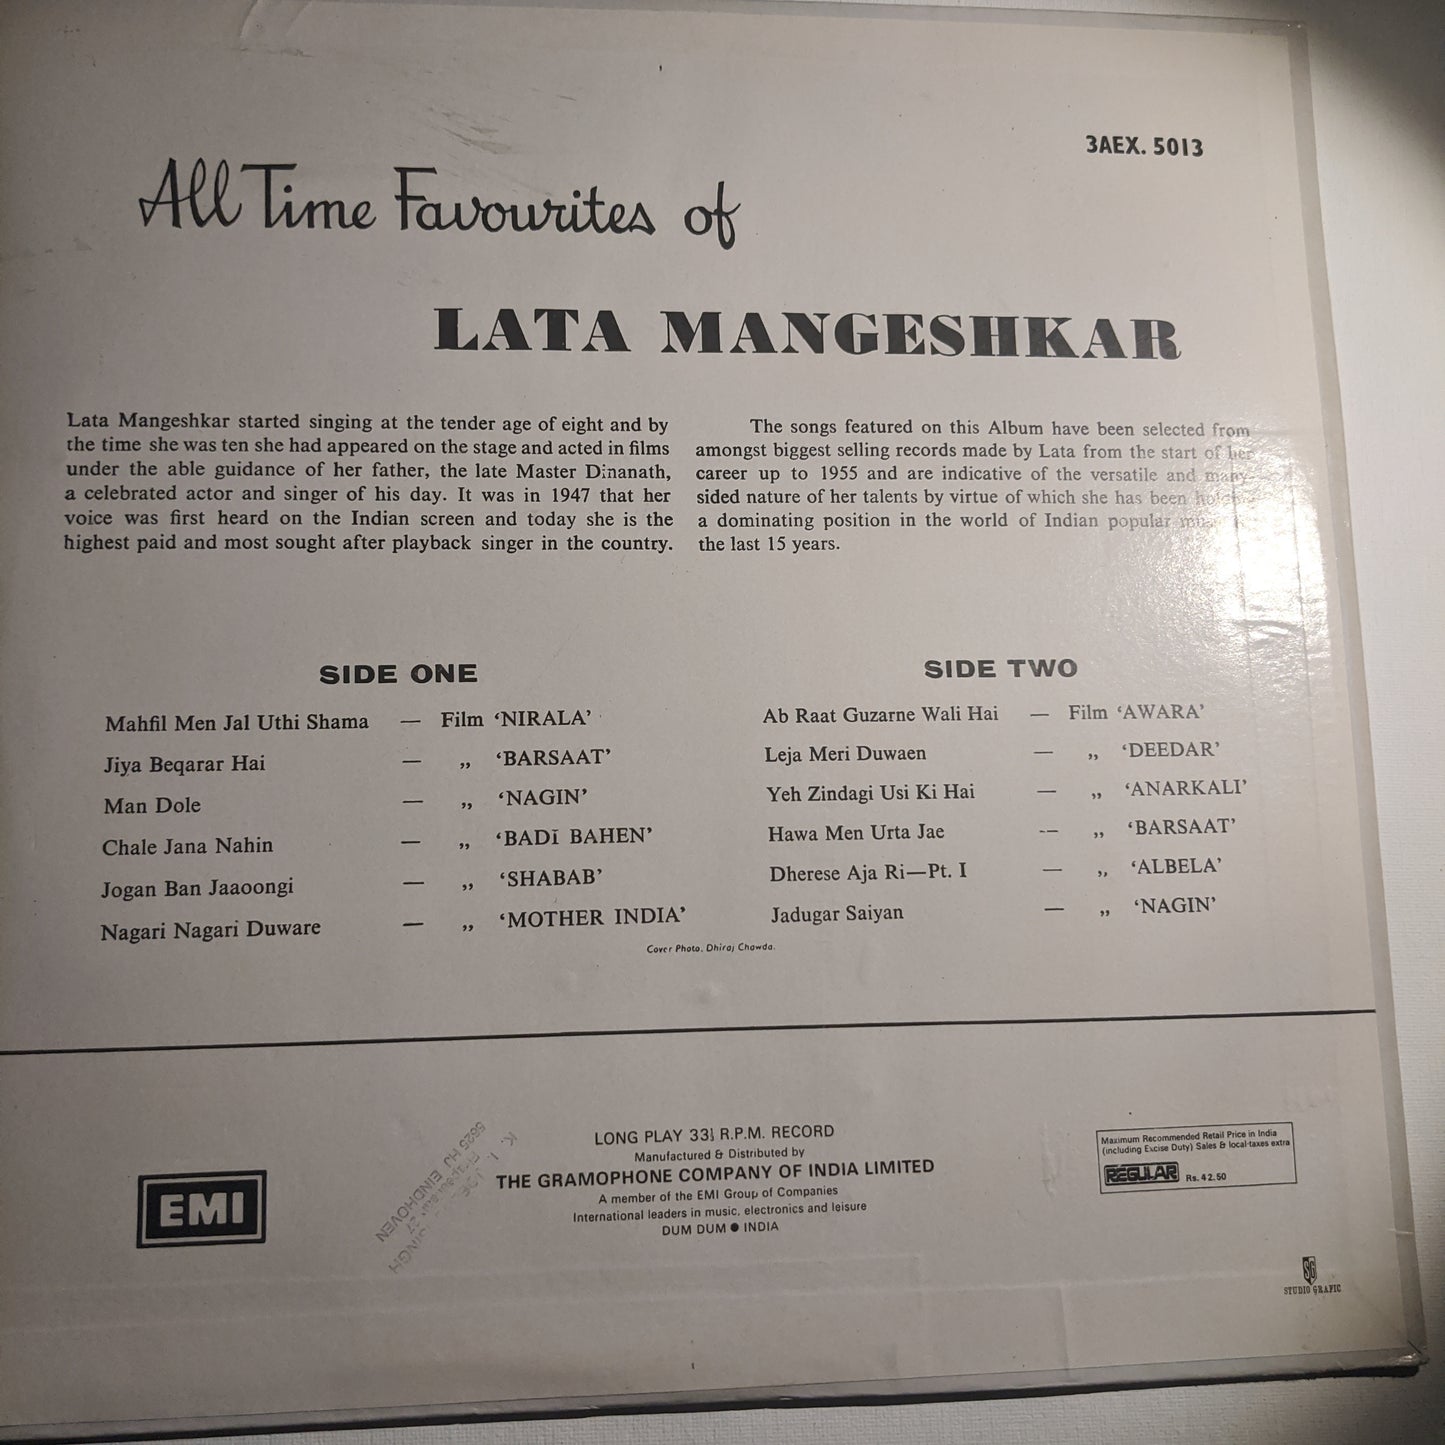 3AEX. 5013
All Time Favourites of
LATA MANGESHKAR
Lata Mangeshkar started singing at the tender age of eight and by
the time she was ten she had appeared on the stage and acted in films
under the able guidance of her father, the late Master Dinanath,
a celebrated actor and singer of his day. It was in 1947 that her
voice was first heard on the Indian screen and today she is the
highest paid and most sought after playback singer in the country.
The songs featured on this Album have been selected from
amongst biggest selling records made by Lata from the start of her
career up to 1955 and are indicative of the versatile and many-
sided nature of her talents by virtue of which she has been
a dominating position in the world of Indian popular
the last 15 years.
SIDE ONE
Mahfil Men Jal Uthi Shama — Film ‘NIRALA’
Jiya Beqarar Hai — „ ‘BARSAAT’
Man Dole — „ ‘NAGIN’
Chale Jana Nahin — „ ‘BADI BAHEN’
Jogan Ban Jaaoongi — „ ‘SHABAB’
Nagari Nagari Duware — „ ‘MOTHER INDIA’
SIDE TWO
Ab Raat Guzarne Wali Hai — Film ‘AWARA’
Leja Meri Duwaen — „ ‘DEEDAR’
Yeh Zindagi Usi Ki Hai — „ ‘ANARKALI’
Hawa Men Urta Jae -– „ ‘BARSAAT’
Dherese Aja Ri—Pt. I — „ ‘ALBELA’
Jadugar Saiyan — „ ‘NAGIN’
Cover Photo. Dhiraj Chawda.
EMI
5625 HJ EINDHOVEN
SINGH
LONG PLAY 33⅓ R.P.M. RECORD
Manufactured & Distributed by
THE GRAMOPHONE COMPANY OF INDIA LIMITED
A member of the EMI Group of Companies
International leaders in music, electronics and leisure
DUM DUM ● INDIA
Maximum Recommended Retail Price in India
(including Excise Duty) Sales & local-taxes extra
REGULAR Rs. 42.50
SG
STUDIO GRAFIC